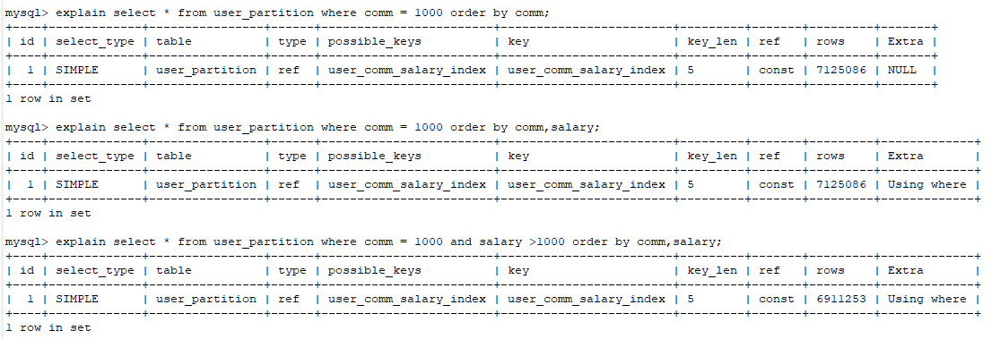 mysql> explain select * from user_partition where comm = 1000 order by comm;
+----+-------------+----------------+------+------------------------+------------------------+---------+-------+---------+-------+
| id | select_type | table          | type | possible_keys          | key                    | key_len | ref   | rows    | Extra |
+----+-------------+----------------+------+------------------------+------------------------+---------+-------+---------+-------+
|  1 | SIMPLE      | user_partition | ref  | user_comm_salary_index | user_comm_salary_index | 5       | const | 7125086 | NULL  |
+----+-------------+----------------+------+------------------------+------------------------+---------+-------+---------+-------+
1 row in set
mysql> explain select * from user_partition where comm = 1000 order by comm,salary;
+----+-------------+----------------+------+------------------------+------------------------+---------+-------+---------+-------------+
| id | select_type | table          | type | possible_keys          | key                    | key_len | ref   | rows    | Extra       |
+----+-------------+----------------+------+------------------------+------------------------+---------+-------+---------+-------------+
|  1 | SIMPLE      | user_partition | ref  | user_comm_salary_index | user_comm_salary_index | 5       | const | 7125086 | Using where |
+----+-------------+----------------+------+------------------------+------------------------+---------+-------+---------+-------------+
1 row in set
mysql> explain select * from user_partition where comm = 1000 and salary >1000 order by comm,salary;
+----+-------------+----------------+------+------------------------+------------------------+---------+-------+---------+-------------+
| id | select_type | table          | type | possible_keys          | key                    | key_len | ref   | rows    | Extra       |
+----+-------------+----------------+------+------------------------+------------------------+---------+-------+---------+-------------+
|  1 | SIMPLE      | user_partition | ref  | user_comm_salary_index | user_comm_salary_index | 5       | const | 6911253 | Using where |
+----+-------------+----------------+------+------------------------+------------------------+---------+-------+---------+-------------+
1 row in set